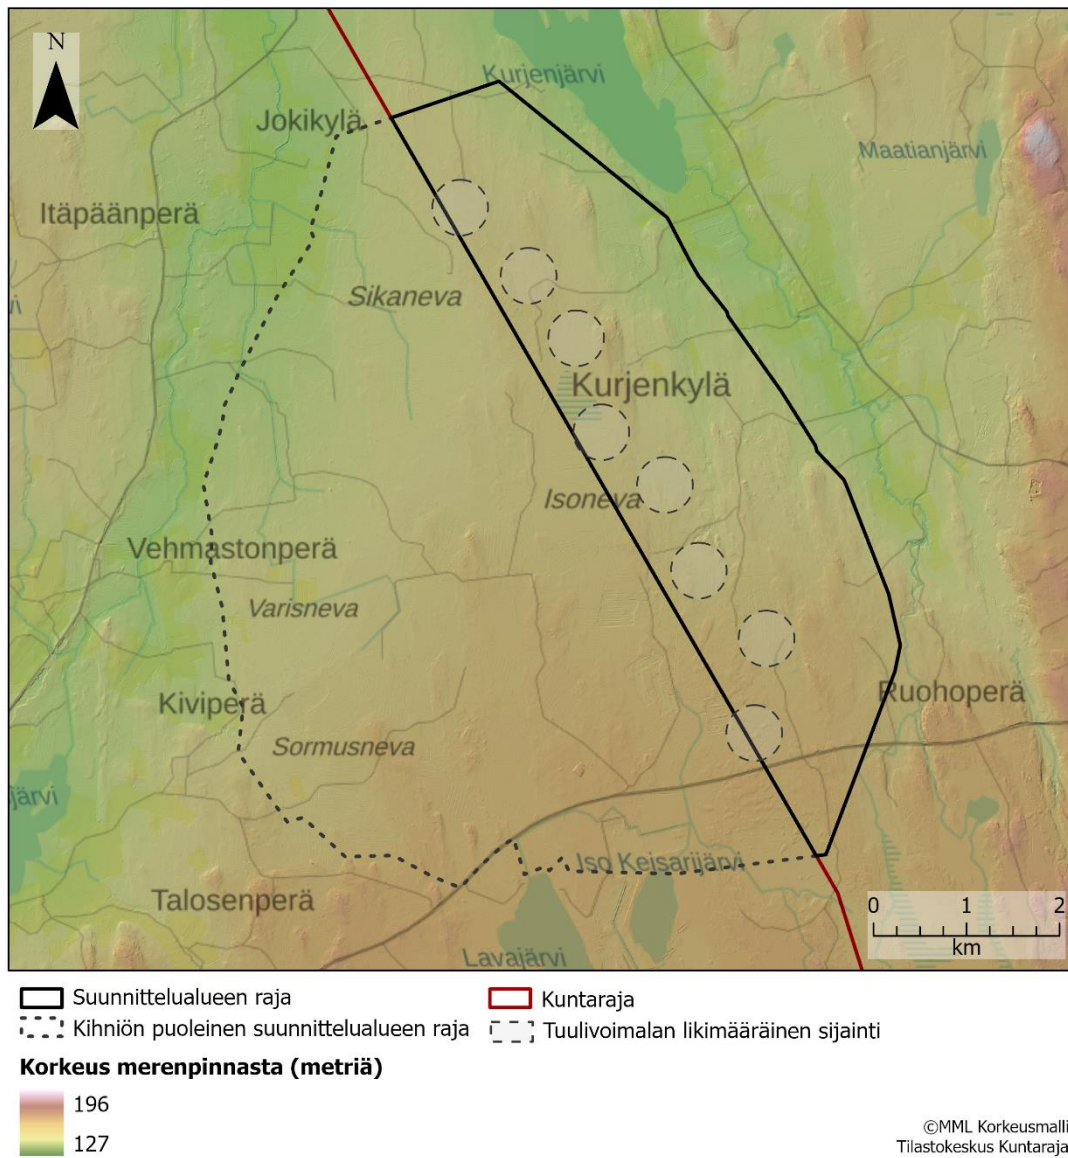 N
Kurjenjärvi
Jokikylä
Maatianjärvi
Itäpäänperä
Sikaneva
vi
Kurjenkylä
Isoneva
Vehmastonperä
Varisneva
Kiviperä
Ruohoperä
Sormusneva
järvi
Iso Keisarijärvi
Talosenperä
Lavajärvi
0 1 2
km
Suunnittelualueen raja
Kuntaraja
Kihniön puoleinen suunnittelualueen raja
Tuulivoimalan likimääräinen sijainti
Korkeus merenpinnasta (metriä)
196
127
©MML Korkeusmalli
Tilastokeskus Kuntaraja